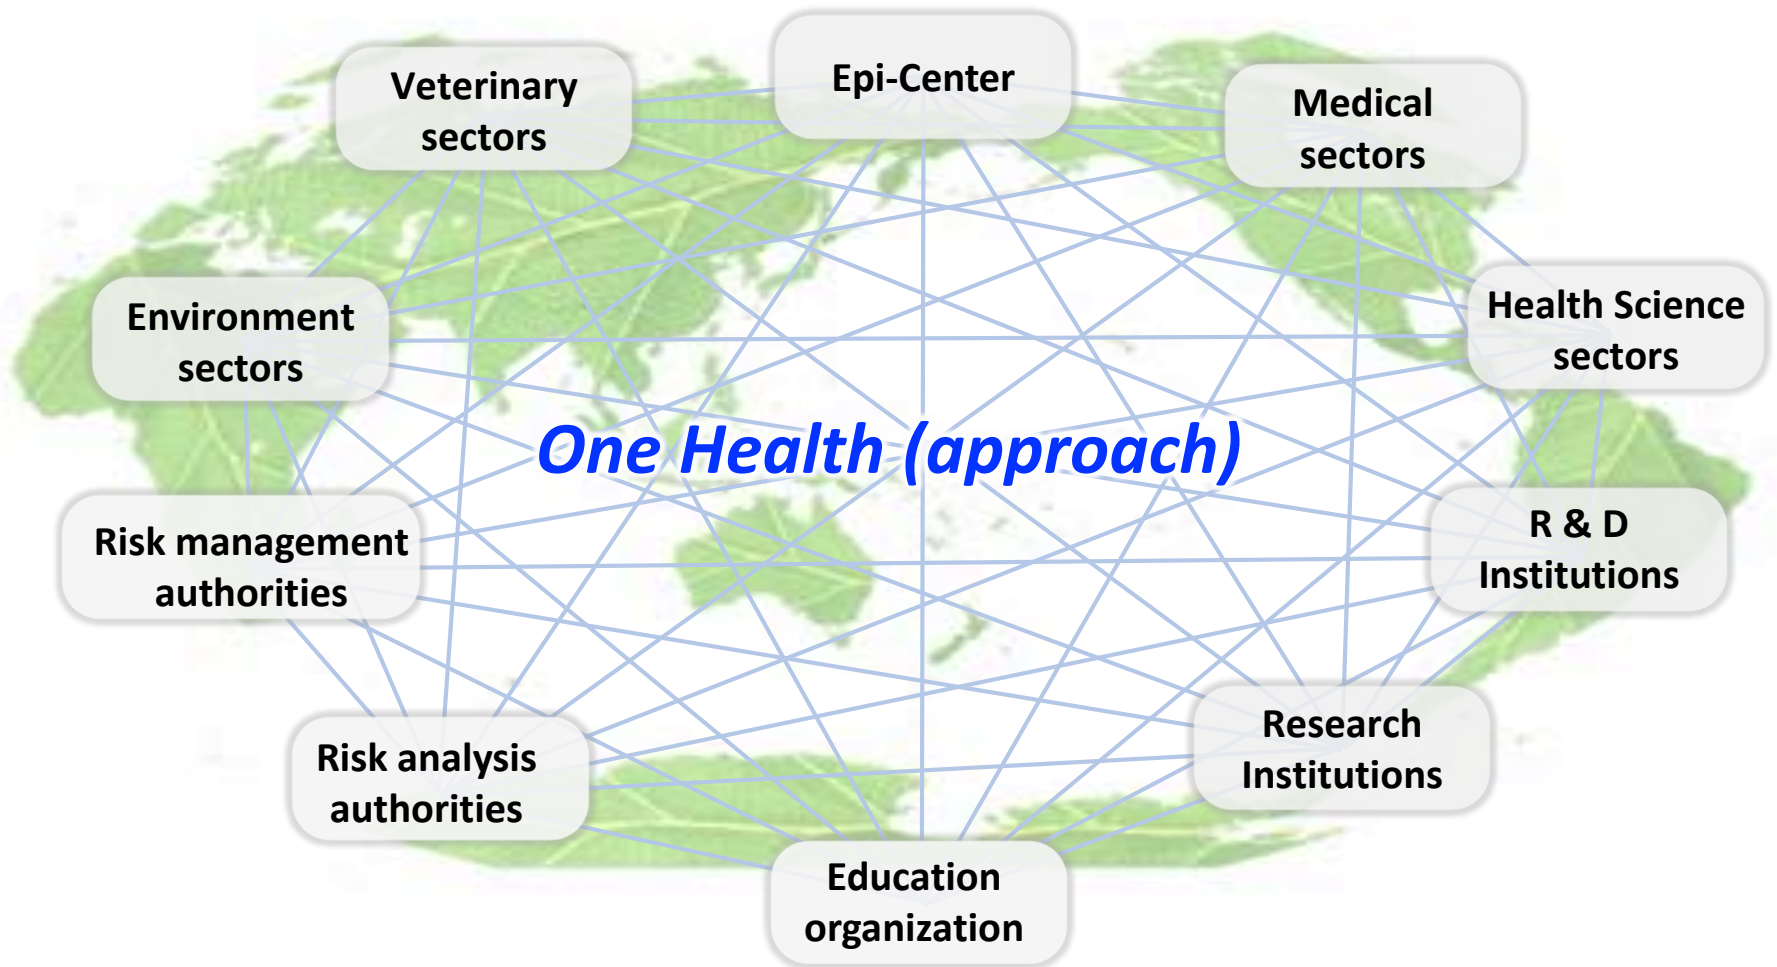 Epi-Center
Veterinary
sectors
Medical
sectors
Environment
sectors
Health Science
sectors
One Health (approach)
Risk management
authorities
R & D
Institutions
Risk analysis
authorities
Research
Institutions
Education
organization